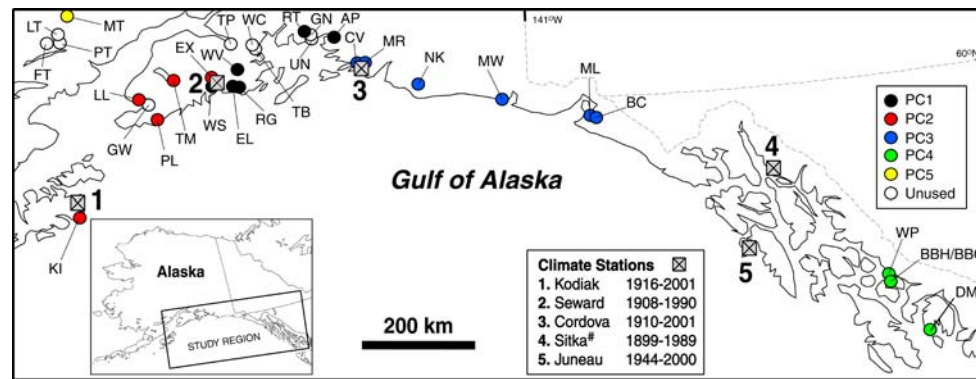 LT
MT
PT
FT
TP
WC
RT
GN
AP
UN
CV
MR
EX
WV
2
3
NK
MW
ML
BC
LL
GW
TM
PL
WS
EL
RG
TB
141°W
60°N
PC1
PC2
PC3
PC4
PC5
Unused
Gulf of Alaska
1
KI
4
5
WP
BBH/BBC
DM
Alaska
STUDY REGION
200 km
Climate Stations
1. Kodiak 1916-2001
2. Seward 1908-1990
3. Cordova 1910-2001
4. Sitka# 1899-1989
5. Juneau 1944-2000